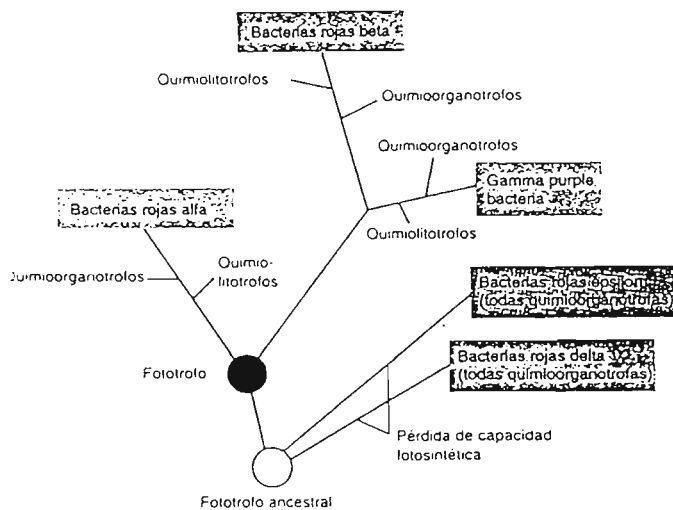 Bacterias rojas beta
Quimiolitotrofos
Quimioorganotrofos
Quimioorganotrofos
Gamma purple
bacteria
Quimiolitotrofos
Bacterias rojas alfa
Quimioorganotrofos
Quimio-
litotrofos
Bacterias rojas epsilon
(todas quimioorganotrofas)
Bacterias rojas delta
(todas quimioorganotrofas)
Fototrofo
Pérdida de capacidad
fotosintética
Fototrofo ancestral